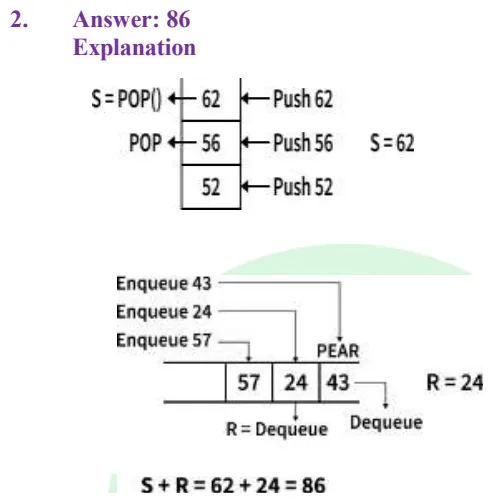 2. Answer: 86
Explanation
S = POP() 62 Push 62
POP 56 Push 56 S = 62
52 Push 52
Enqueue 43
Enqueue 24
Enqueue 57
PEAR
57 24 43 R = 24
R = Dequeue Dequeue
S + R = 62 + 24 = 86